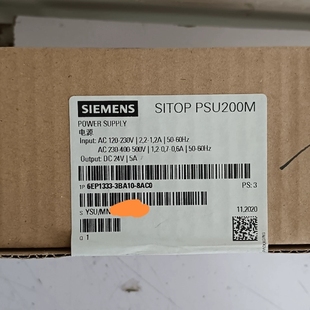 SIEMENS
SITOP PSU200M
POWER SUPPLY
电源
Input: AC 120-230V | 2,2-1,2A | 50-60Hz
AC 230-400-500V | 1,2-0,7-0,6A | 50-60Hz
Output: DC 24V | 5A
1P 6EP1333-3BA10-8AC0
PS: 3
S YSU/MN
11.2020
Q 1